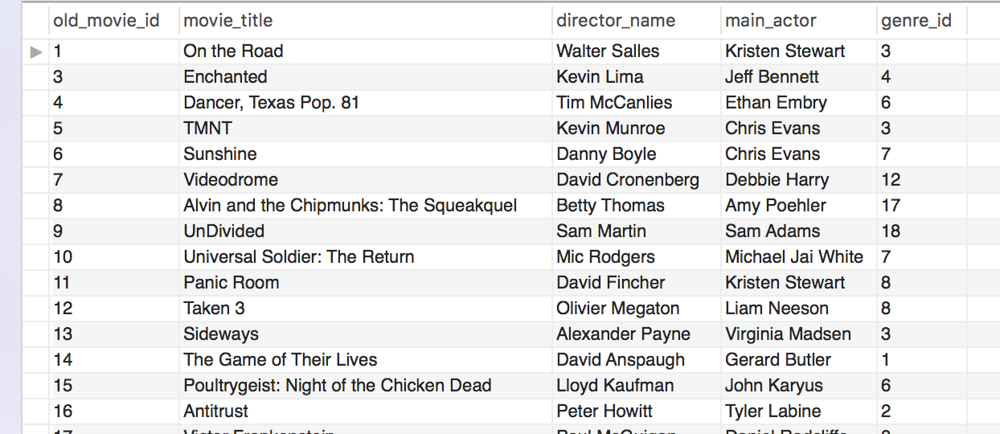 old_movie_id movie_title director_name main_actor genre_id
1 On the Road Walter Salles Kristen Stewart 3
3 Enchanted Kevin Lima Jeff Bennett 4
4 Dancer, Texas Pop. 81 Tim McCanlies Ethan Embry 6
5 TMNT Kevin Munroe Chris Evans 3
6 Sunshine Danny Boyle Chris Evans 7
7 Videodrome David Cronenberg Debbie Harry 12
8 Alvin and the Chipmunks: The Squeakquel Betty Thomas Amy Poehler 17
9 UnDivided Sam Martin Sam Adams 18
10 Universal Soldier: The Return Mic Rodgers Michael Jai White 7
11 Panic Room David Fincher Kristen Stewart 8
12 Taken 3 Olivier Megaton Liam Neeson 8
13 Sideways Alexander Payne Virginia Madsen 3
14 The Game of Their Lives David Anspaugh Gerard Butler 1
15 Poultrygeist: Night of the Chicken Dead Lloyd Kaufman John Karyus 6
16 Antitrust Peter Howitt Tyler Labine 2
17 Victor Frankenstein Paul McGuigan Daniel Radcliffe